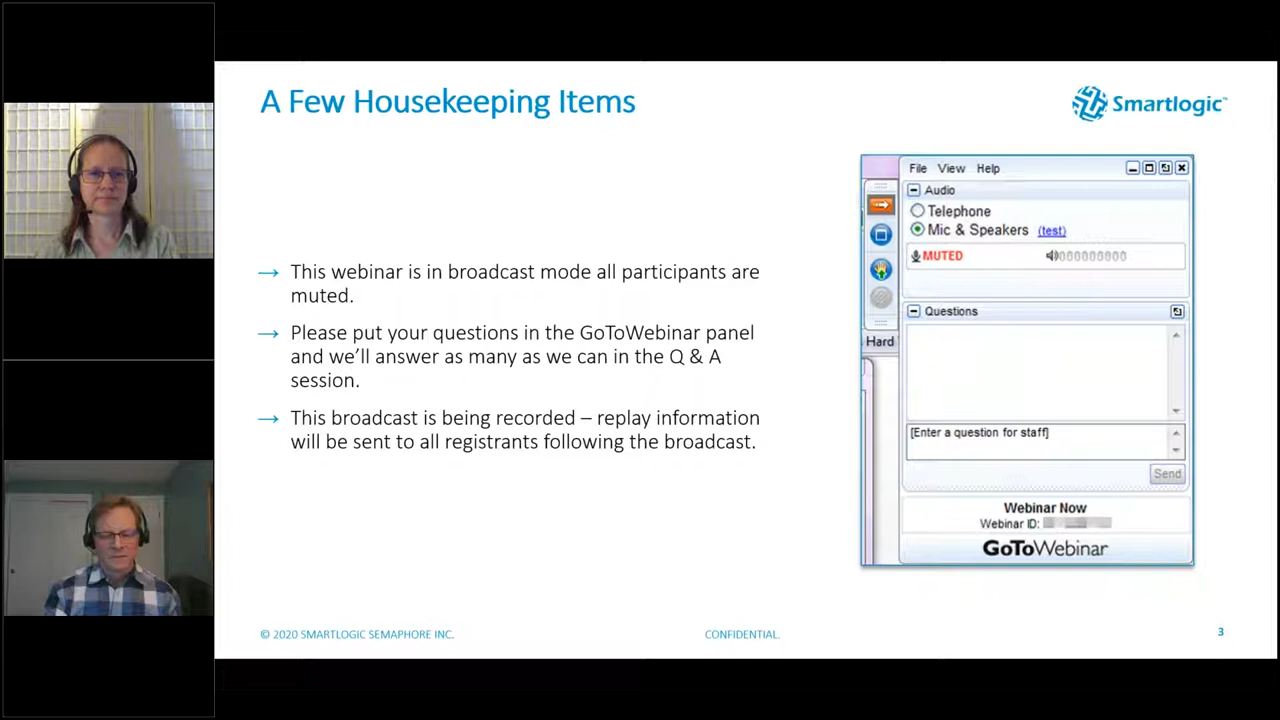 A Few Housekeeping Items
Smartlogic™
→ This webinar is in broadcast mode all participants are
muted.
→ Please put your questions in the GoToWebinar panel
and we’ll answer as many as we can in the Q & A
session.
→ This broadcast is being recorded – replay information
will be sent to all registrants following the broadcast.
File View Help
Audio
Telephone
Mic & Speakers (test)
MUTED
Questions
Hard
[Enter a question for staff]
Send
Webinar Now
Webinar ID:
GoToWebinar
© 2020 SMARTLOGIC SEMAPHORE INC.
CONFIDENTIAL.
3